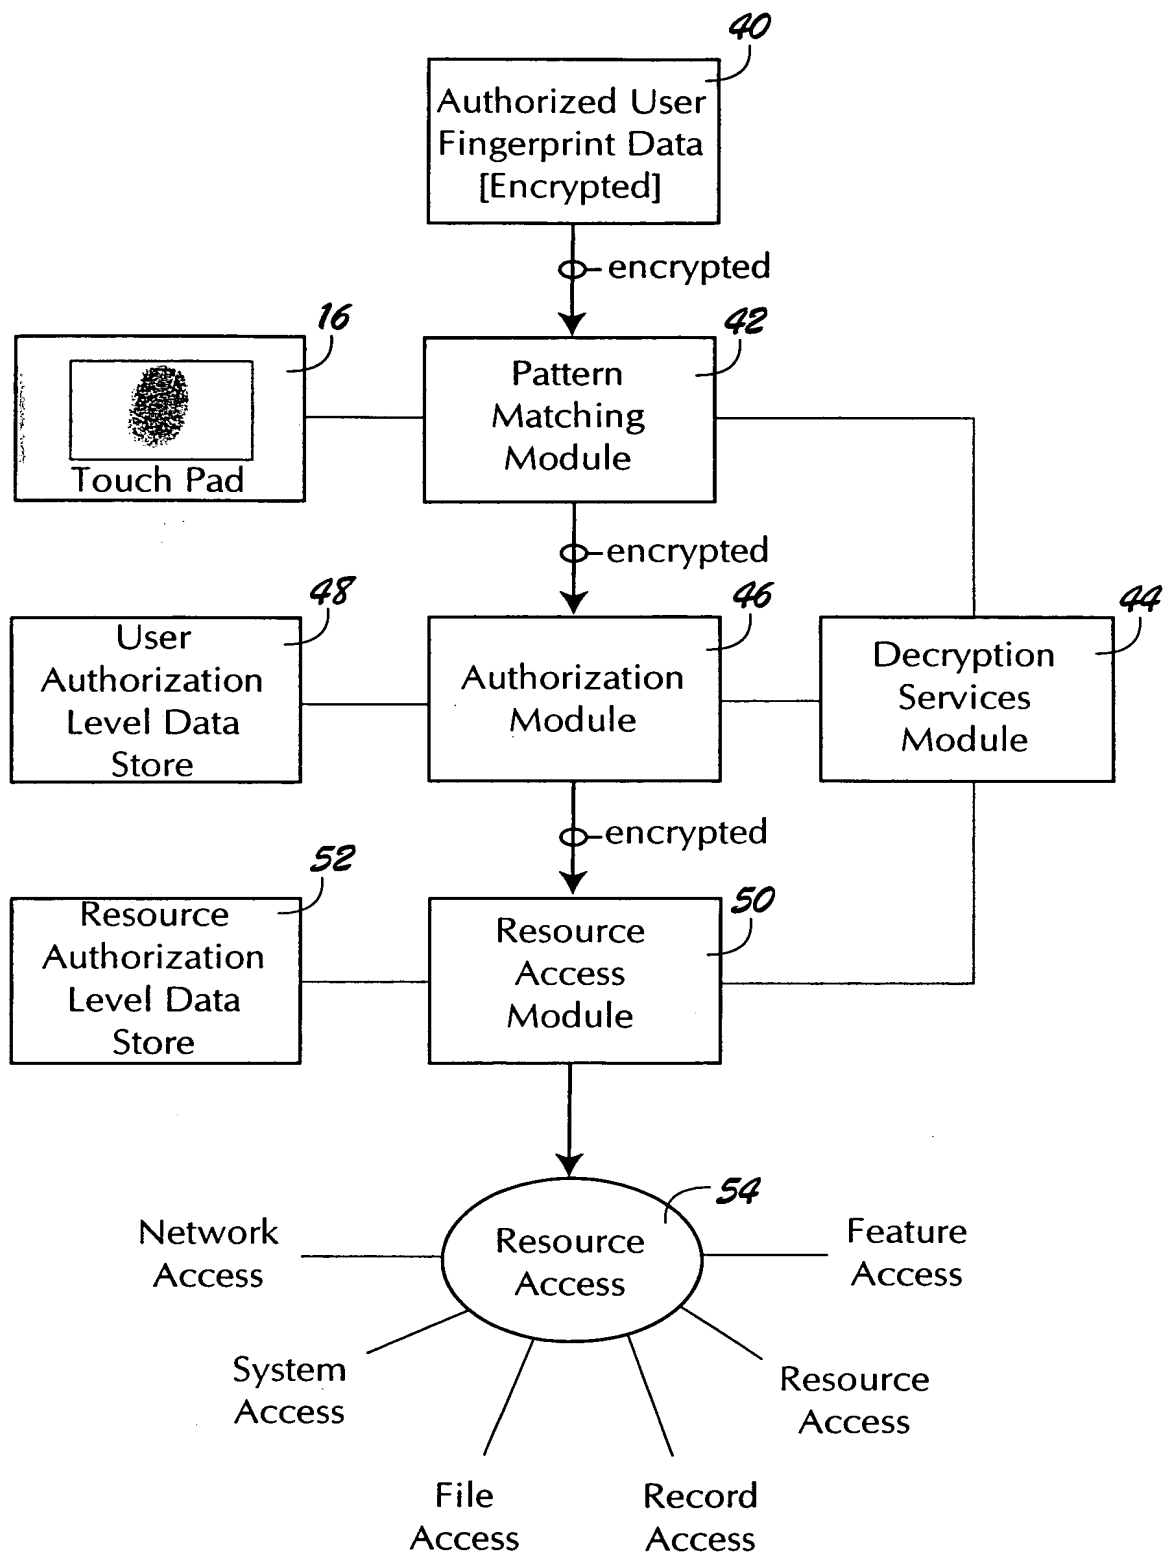 40
Authorized User
Fingerprint Data
[Encrypted]
encrypted
16
Touch Pad
42
Pattern
Matching
Module
encrypted
48
User
Authorization
Level Data
Store
46
Authorization
Module
44
Decryption
Services
Module
encrypted
52
Resource
Authorization
Level Data
Store
50
Resource
Access
Module
54
Resource
Access
Network
Access
System
Access
File
Access
Record
Access
Resource
Access
Feature
Access